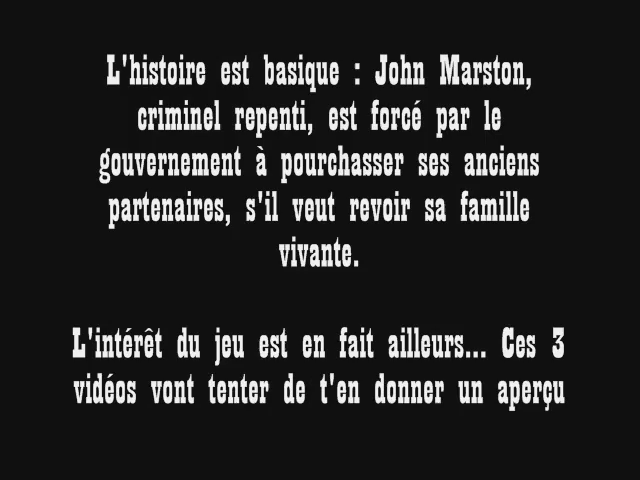 L'histoire est basique : John Marston,
criminel repenti, est forcé par le
gouvernement à pourchasser ses anciens
partenaires, s'il veut revoir sa famille
vivante.
L'intérêt du jeu est en fait ailleurs... Ces 3
vidéos vont tenter de t'en donner un aperçu